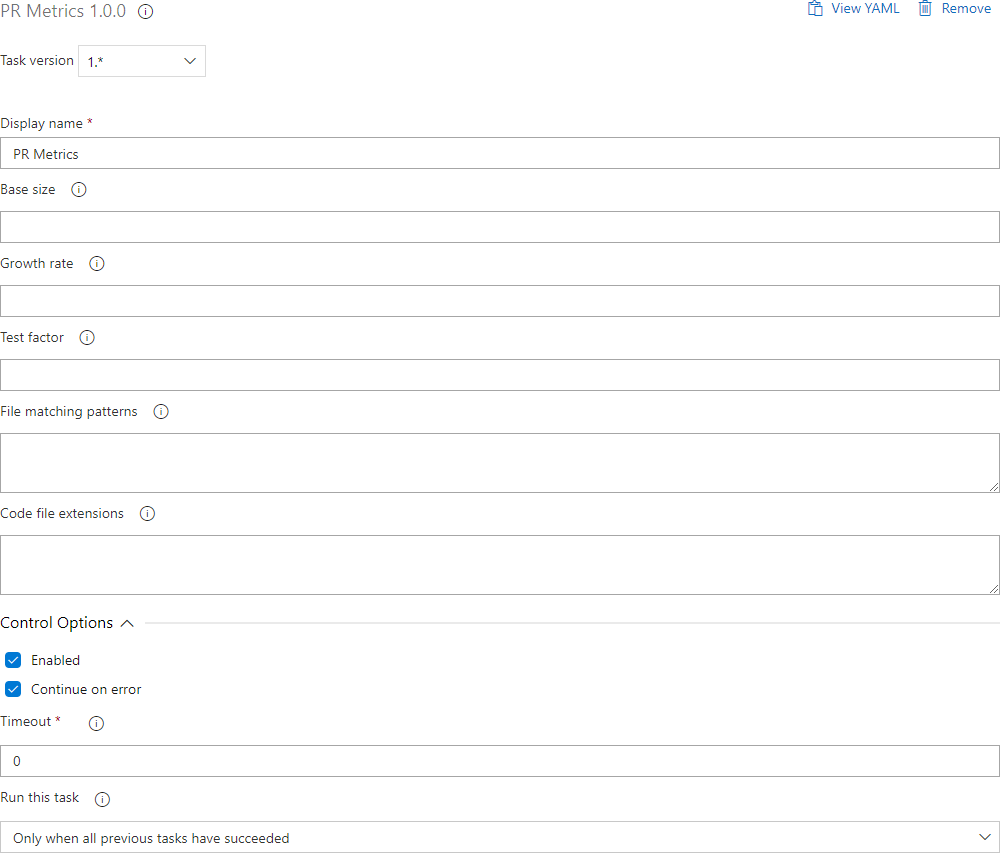 PR Metrics 1.0.0
View YAML Remove
Task version 1.*
Display name *
PR Metrics
Base size
Growth rate
Test factor
File matching patterns
Code file extensions
Control Options
Enabled
Continue on error
Timeout *
0
Run this task
Only when all previous tasks have succeeded